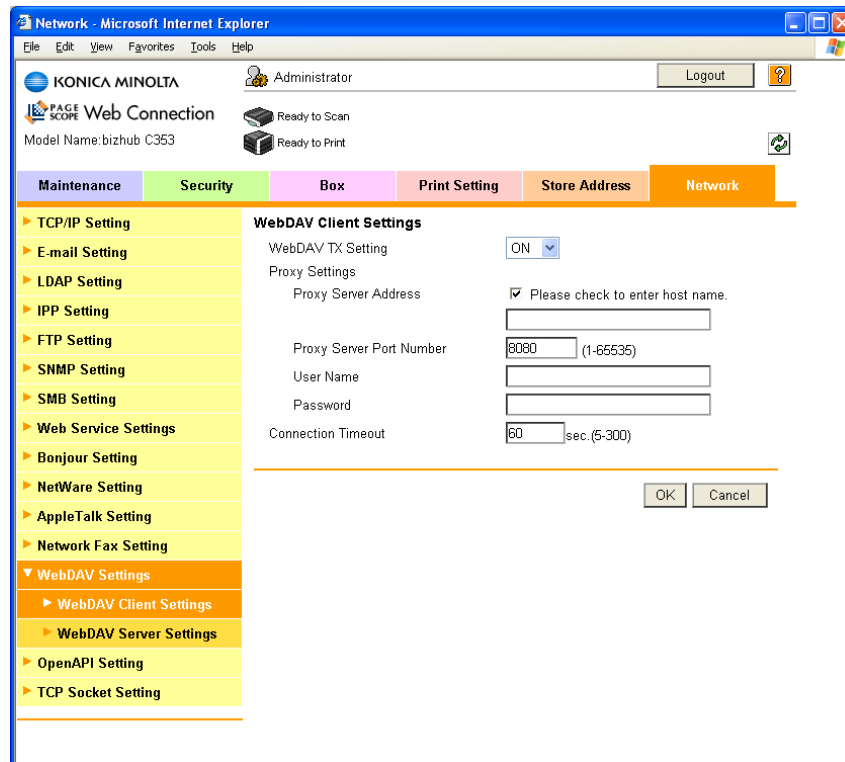 Network - Microsoft Internet Explorer
File Edit View Favorites Tools Help
KONICA MINOLTA
Administrator
Logout
?
PAGE SCOPE Web Connection
Ready to Scan
Model Name:bizhub C353
Ready to Print
Maintenance Security Box Print Setting Store Address Network
TCP/IP Setting
E-mail Setting
LDAP Setting
IPP Setting
FTP Setting
SNMP Setting
SMB Setting
Web Service Settings
Bonjour Setting
NetWare Setting
AppleTalk Setting
Network Fax Setting
WebDAV Settings
WebDAV Client Settings
WebDAV Server Settings
OpenAPI Setting
TCP Socket Setting
WebDAV Client Settings
WebDAV TX Setting ON
Proxy Settings
Proxy Server Address Please check to enter host name.
Proxy Server Port Number 8080 (1-65535)
User Name
Password
Connection Timeout 60 sec.(5-300)
OK Cancel